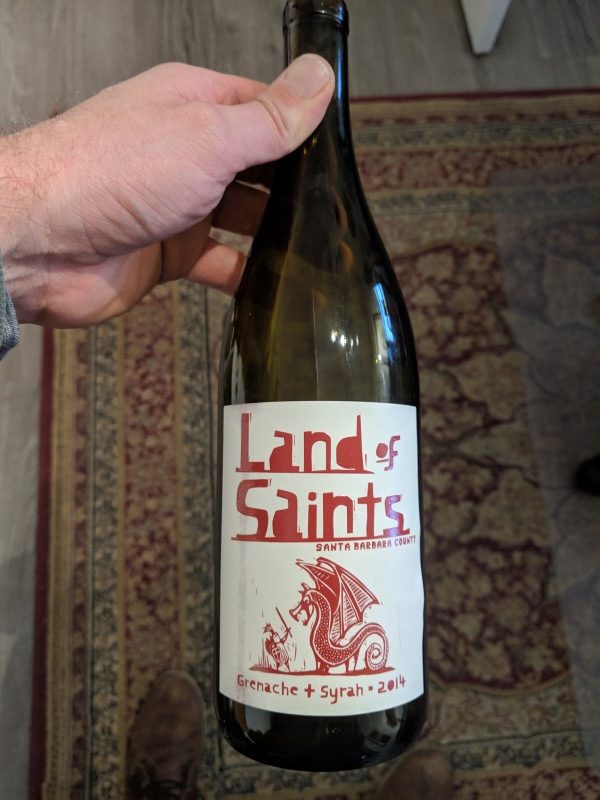 Land of
Saints
SANTA BARBARA COUNTY
Grenache + Syrah • 2014